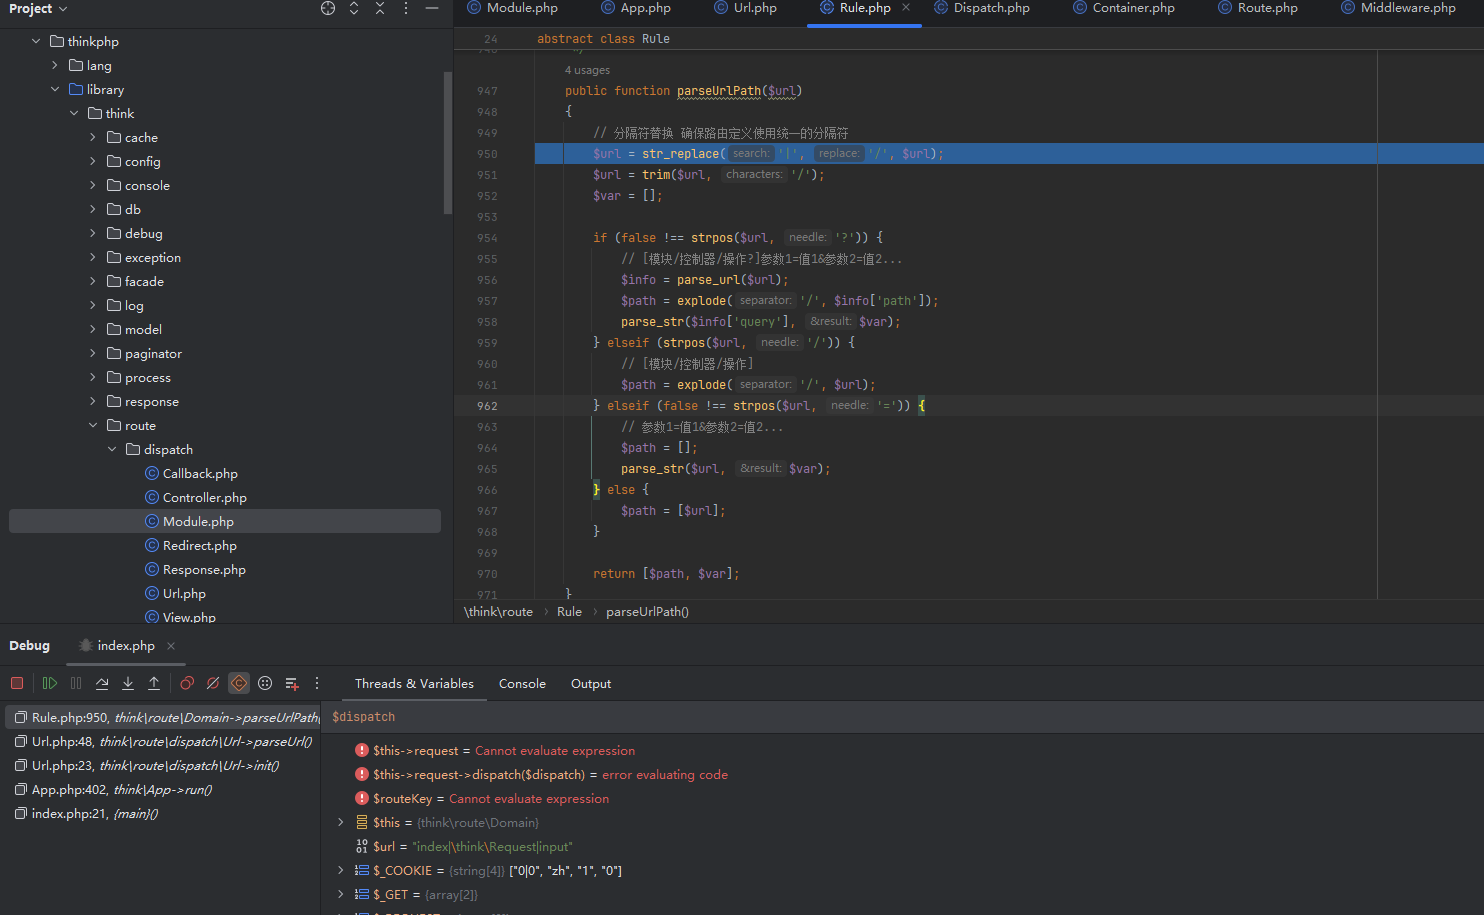 Project
Module.php
App.php
Url.php
Rule.php
Dispatch.php
Container.php
Route.php
Middleware.php
thinkphp
lang
library
think
cache
config
console
db
debug
exception
facade
log
model
paginator
process
response
route
dispatch
Callback.php
Controller.php
Module.php
Redirect.php
Response.php
Url.php
View.php
24 abstract class Rule
4 usages
947 public function parseUrlPath($url)
948 {
949 // 分隔符替换 确保路由定义使用统一的分隔符
950 $url = str_replace( search: '|', replace: '/', $url);
951 $url = trim($url, characters: '/');
952 $var = [];
953
954 if (false !== strpos($url, needle: '?')) {
955 // [模块/控制器/操作?]参数1=值1&参数2=值2...
956 $info = parse_url($url);
957 $path = explode( separator: '/', $info['path']);
958 parse_str($info['query'], &result: $var);
959 } elseif (strpos($url, needle: '/')) {
960 // [模块/控制器/操作]
961 $path = explode( separator: '/', $url);
962 } elseif (false !== strpos($url, needle: '=')) {
963 // 参数1=值1&参数2=值2...
964 $path = [];
965 parse_str($url, &result: $var);
966 } else {
967 $path = [$url];
968 }
969
970 return [$path, $var];
971 }
\think\route › Rule › parseUrlPath()
Debug
index.php
Threads & Variables
Console
Output
Rule.php:950, think\route\Domain->parseUrlPath(
Url.php:48, think\route\dispatch\Url->parseUrl()
Url.php:23, think\route\dispatch\Url->init()
App.php:402, think\App->run()
index.php:21, {main}()
$dispatch
$this->request = Cannot evaluate expression
$this->request->dispatch($dispatch) = error evaluating code
$routeKey = Cannot evaluate expression
$this = {think\route\Domain}
$url = "index|\think\Request|input"
$_COOKIE = {string[4]} ["0|0", "zh", "1", "0"]
$_GET = {array[2]}